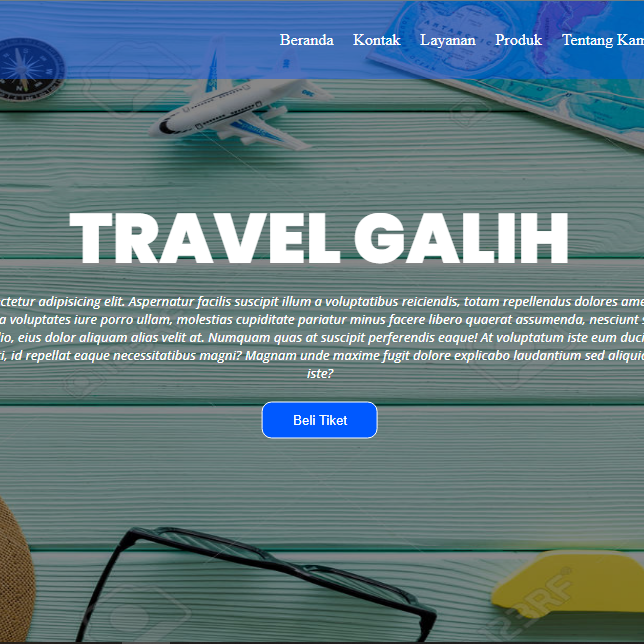 Beranda Kontak Layanan Produk Tentang Kam
TRAVEL GALIH
ctetur adipisicing elit. Aspernatur facilis suscipit illum a voluptatibus reiciendis, totam repellendus dolores ame
a voluptates iure porro ullam, molestias cupiditate pariatur minus facere libero quaerat assumenda, nesciunt s
io, eius dolor aliquam alias velit at. Numquam quas at suscipit perferendis eaque! At voluptatum iste eum duci
i, id repellat eaque necessitatibus magni? Magnam unde maxime fugit dolore explicabo laudantium sed aliqui
iste?
Beli Tiket
123RF